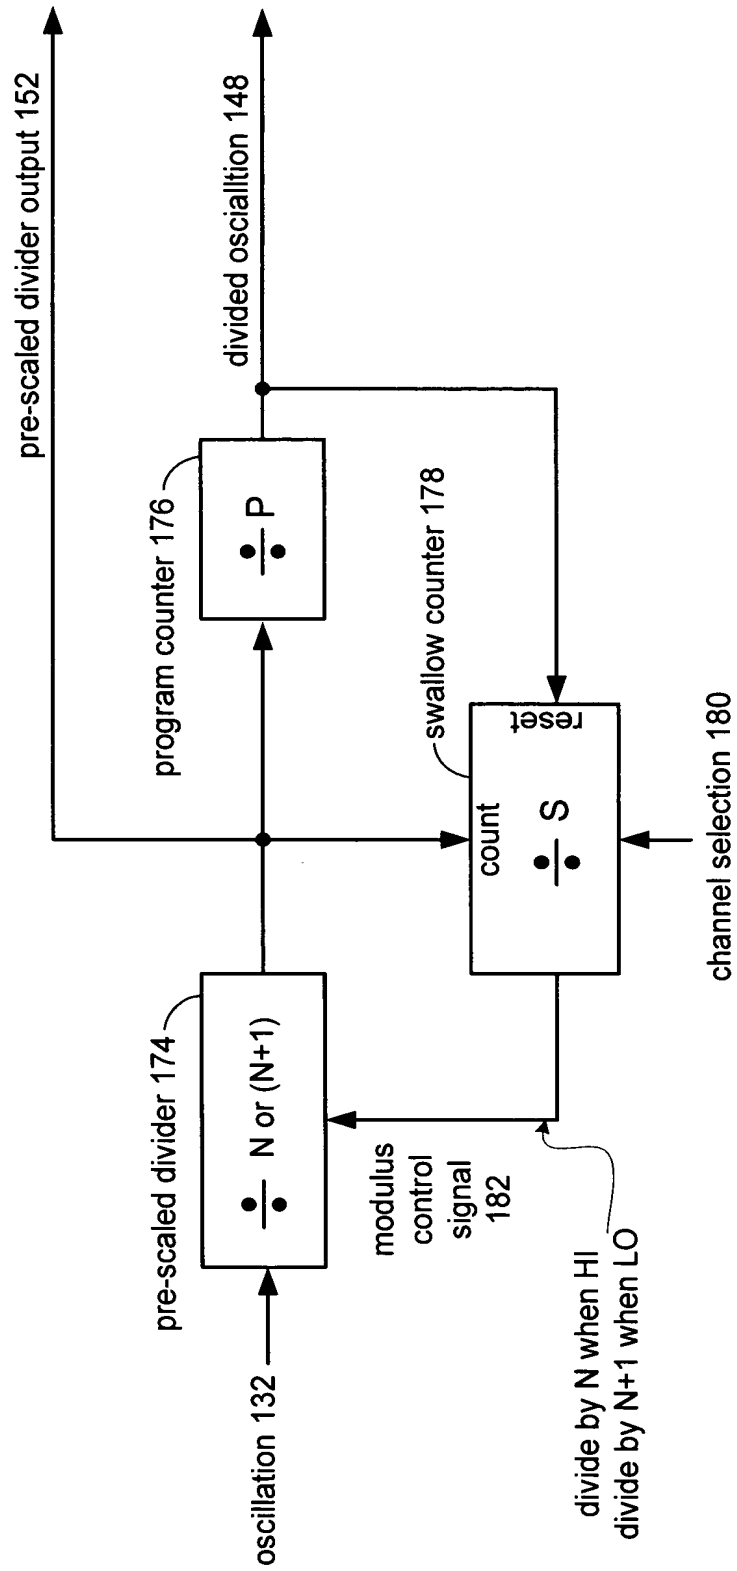 pre-scaled divider output 152
divided oscialltion 148
program counter 176
÷ P
pre-scaled divider 174
÷ N or (N+1)
oscillation 132
swallow counter 178
count
reset
÷ S
modulus
control
signal
182
channel selection 180
divide by N when HI
divide by N+1 when LO